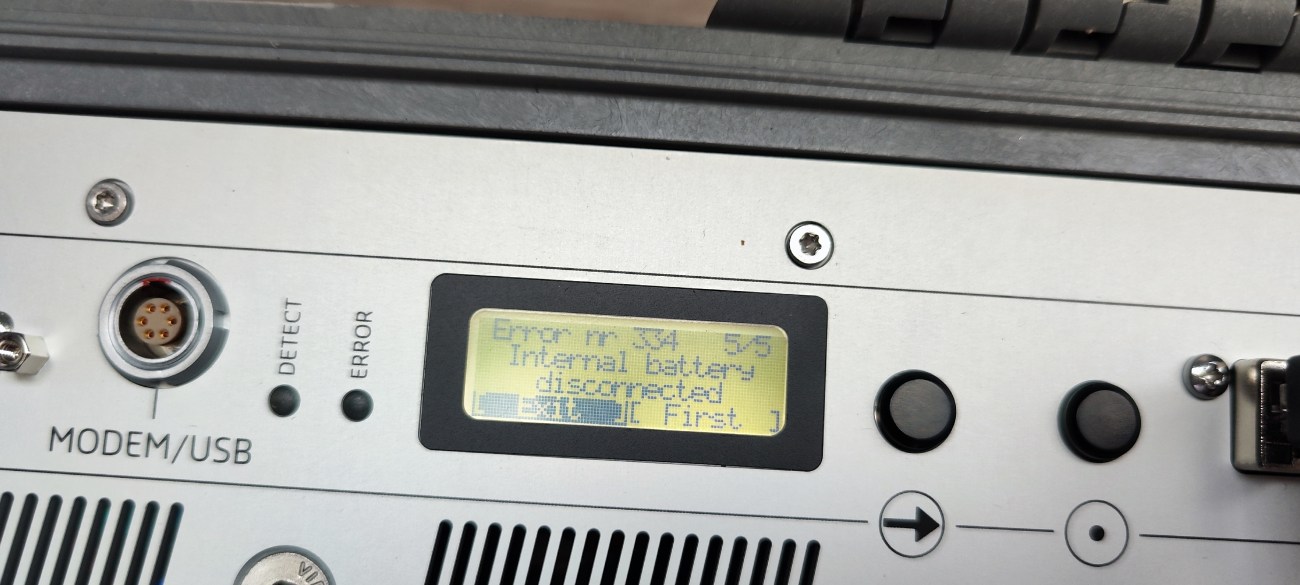 DETECT
ERROR
MODEM/USB
Error nr. 334 5/5
Internal battery
disconnected
[ Exit ][ First ]